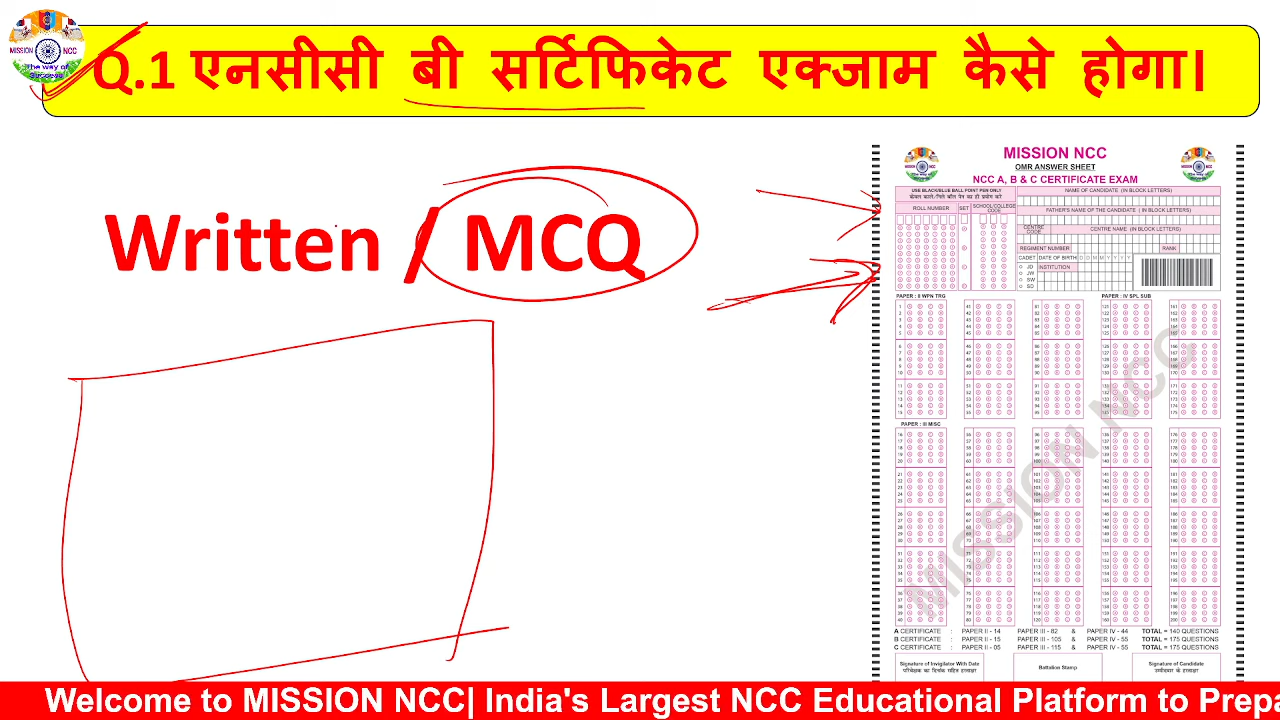 MISSION NCC
The way of Success!
Q.1 एनसीसी बी सर्टिफिकेट एक्जाम कैसे होगा।
Written / MCQ
MISSION NCC
OMR ANSWER SHEET
NCC A, B & C CERTIFICATE EXAM
USE BLACK/BLUE BALL POINT PEN ONLY
ROLL NUMBER
SET
SCHOOL/COLLEGE CODE
NAME OF CANDIDATE (IN BLOCK LETTERS)
FATHER'S NAME OF THE CANDIDATE (IN BLOCK LETTERS)
CENTRE CODE
CENTRE NAME (IN BLOCK LETTERS)
REGIMENT NUMBER
RANK
CADET
DATE OF BIRTH
D D M M Y Y Y Y
JD
JW
SW
SD
INSTITUTION
PAPER : II WPN TRG
PAPER : IV SPL SUB
PAPER : III MISC
MISSION NCC
A CERTIFICATE : PAPER II - 14 PAPER III - 82 & PAPER IV - 44 TOTAL = 140 QUESTIONS
B CERTIFICATE : PAPER II - 15 PAPER III - 105 & PAPER IV - 55 TOTAL = 175 QUESTIONS
C CERTIFICATE : PAPER II - 05 PAPER III - 115 & PAPER IV - 55 TOTAL = 175 QUESTIONS
Signature of Invigilator With Date
Battalion Stamp
Signature of Candidate
उम्मीदवार के हस्ताक्षर
Welcome to MISSION NCC| India's Largest NCC Educational Platform to Prepa